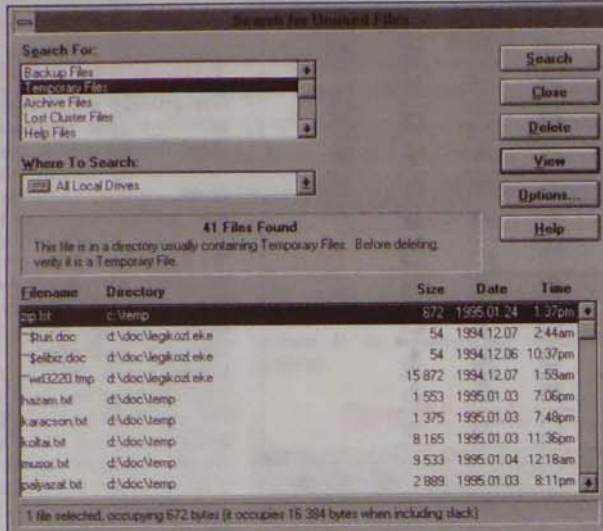 Search for Unused Files
Search For:
Backup Files
Temporary Files
Archive Files
Lost Cluster Files
Help Files
Search
Close
Delete
View
Options...
Help
Where To Search:
All Local Drives
41 Files Found
This file is in a directory usually containing Temporary Files. Before deleting,
verify it is a Temporary File.
Filename Directory Size Date Time
zip.txt c:\temp 672 1995.01.24 1:37pm
~$turi.doc d:\doc\legikozl.eke 54 1994.12.07 2:44am
~$elibiz.doc d:\doc\legikozl.eke 54 1994.12.06 10:37pm
~wrl3220.tmp d:\doc\legikozl.eke 15 872 1994.12.07 1:59am
hazam.txt d:\doc\temp 1 553 1995.01.03 7:06pm
karacson.txt d:\doc\temp 1 375 1995.01.03 7:48pm
koltai.txt d:\doc\temp 8 165 1995.01.03 11:36pm
musor.txt d:\doc\temp 9 533 1995.01.04 12:18am
palyazat.txt d:\doc\temp 2 889 1995.01.03 8:11pm
1 file selected, occupying 672 bytes (it occupies 16 384 bytes when including slack)